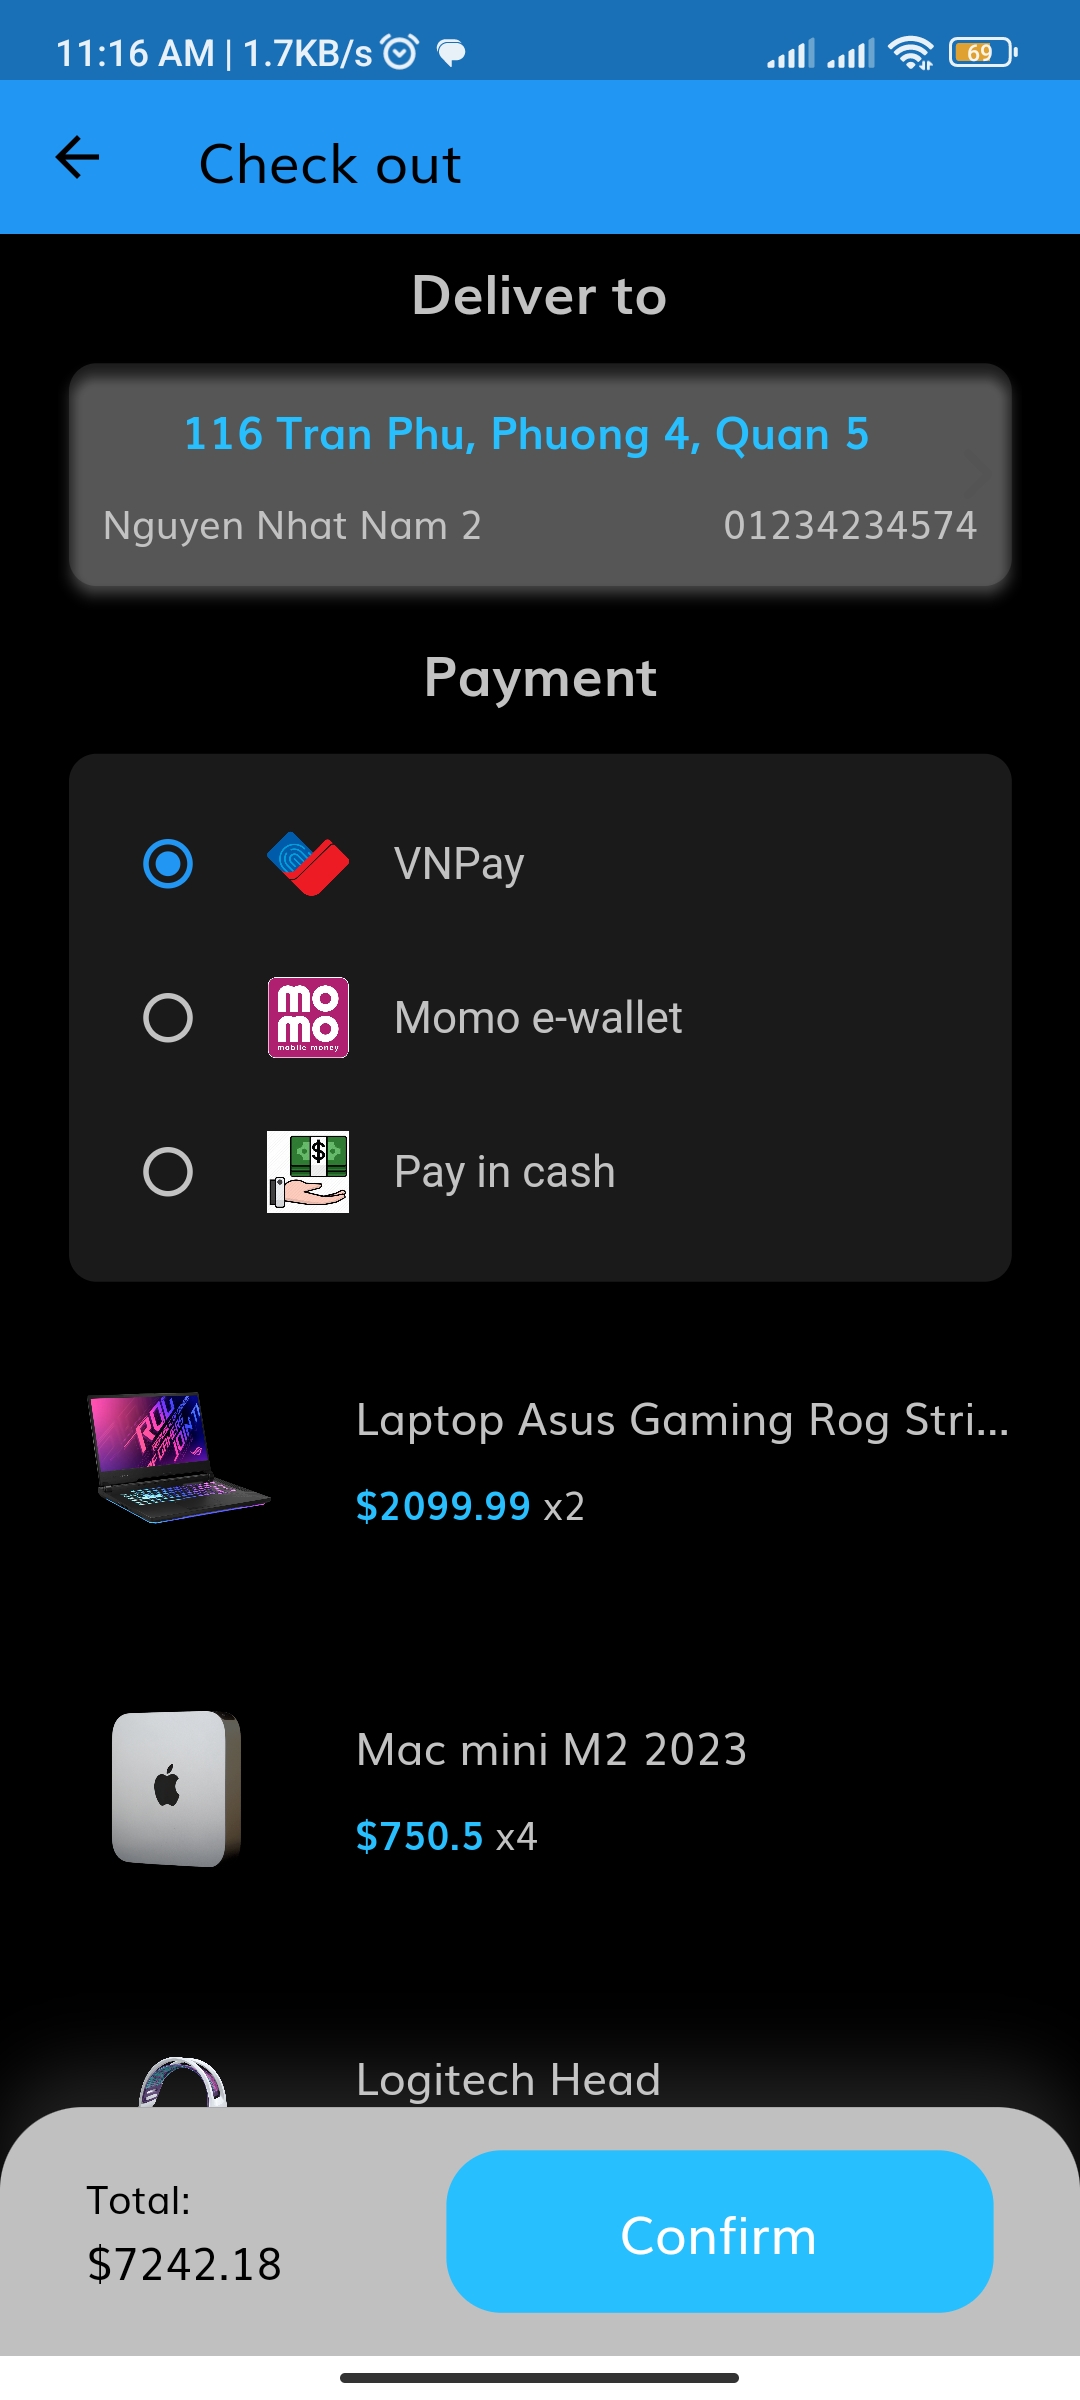 11:16 AM | 1.7KB/s
69
Check out
Deliver to
116 Tran Phu, Phuong 4, Quan 5
Nguyen Nhat Nam 2 01234234574
Payment
VNPay
mo
mo
mobile money
Momo e-wallet
$
Pay in cash
Laptop Asus Gaming Rog Stri...
$2099.99 x2
Mac mini M2 2023
$750.5 x4
Logitech Head
Total:
$7242.18
Confirm